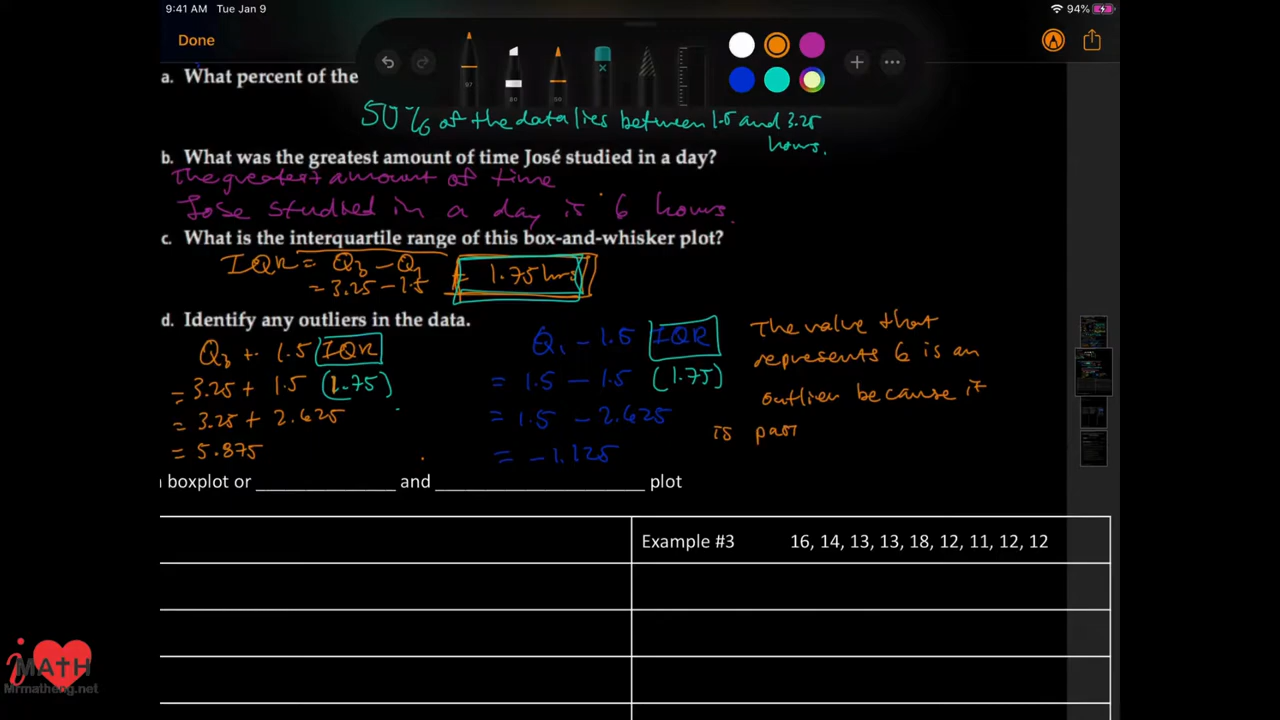 9:41 AM Tue Jan 9
94%
Done
97
80
50
a. What percent of the
50% of the data lies between 1.5 and 3.25
hours.
b. What was the greatest amount of time José studied in a day?
The greatest amount of time
Jose studied in a day is 6 hours.
c. What is the interquartile range of this box-and-whisker plot?
IQR = Q3 - Q1 = 1.75 hrs
= 3.25 - 1.5
d. Identify any outliers in the data.
Q3 + 1.5 IQR
= 3.25 + 1.5 (1.75)
= 3.25 + 2.625
= 5.875
Q1 - 1.5 IQR
= 1.5 - 1.5 (1.75)
= 1.5 - 2.625
= -1.125
The value that
represents 6 is an
outlier because it
is past
boxplot or ______________ and _____________________ plot
Example #3 16, 14, 13, 13, 18, 12, 11, 12, 12
iMATH
Mrmatheng.net